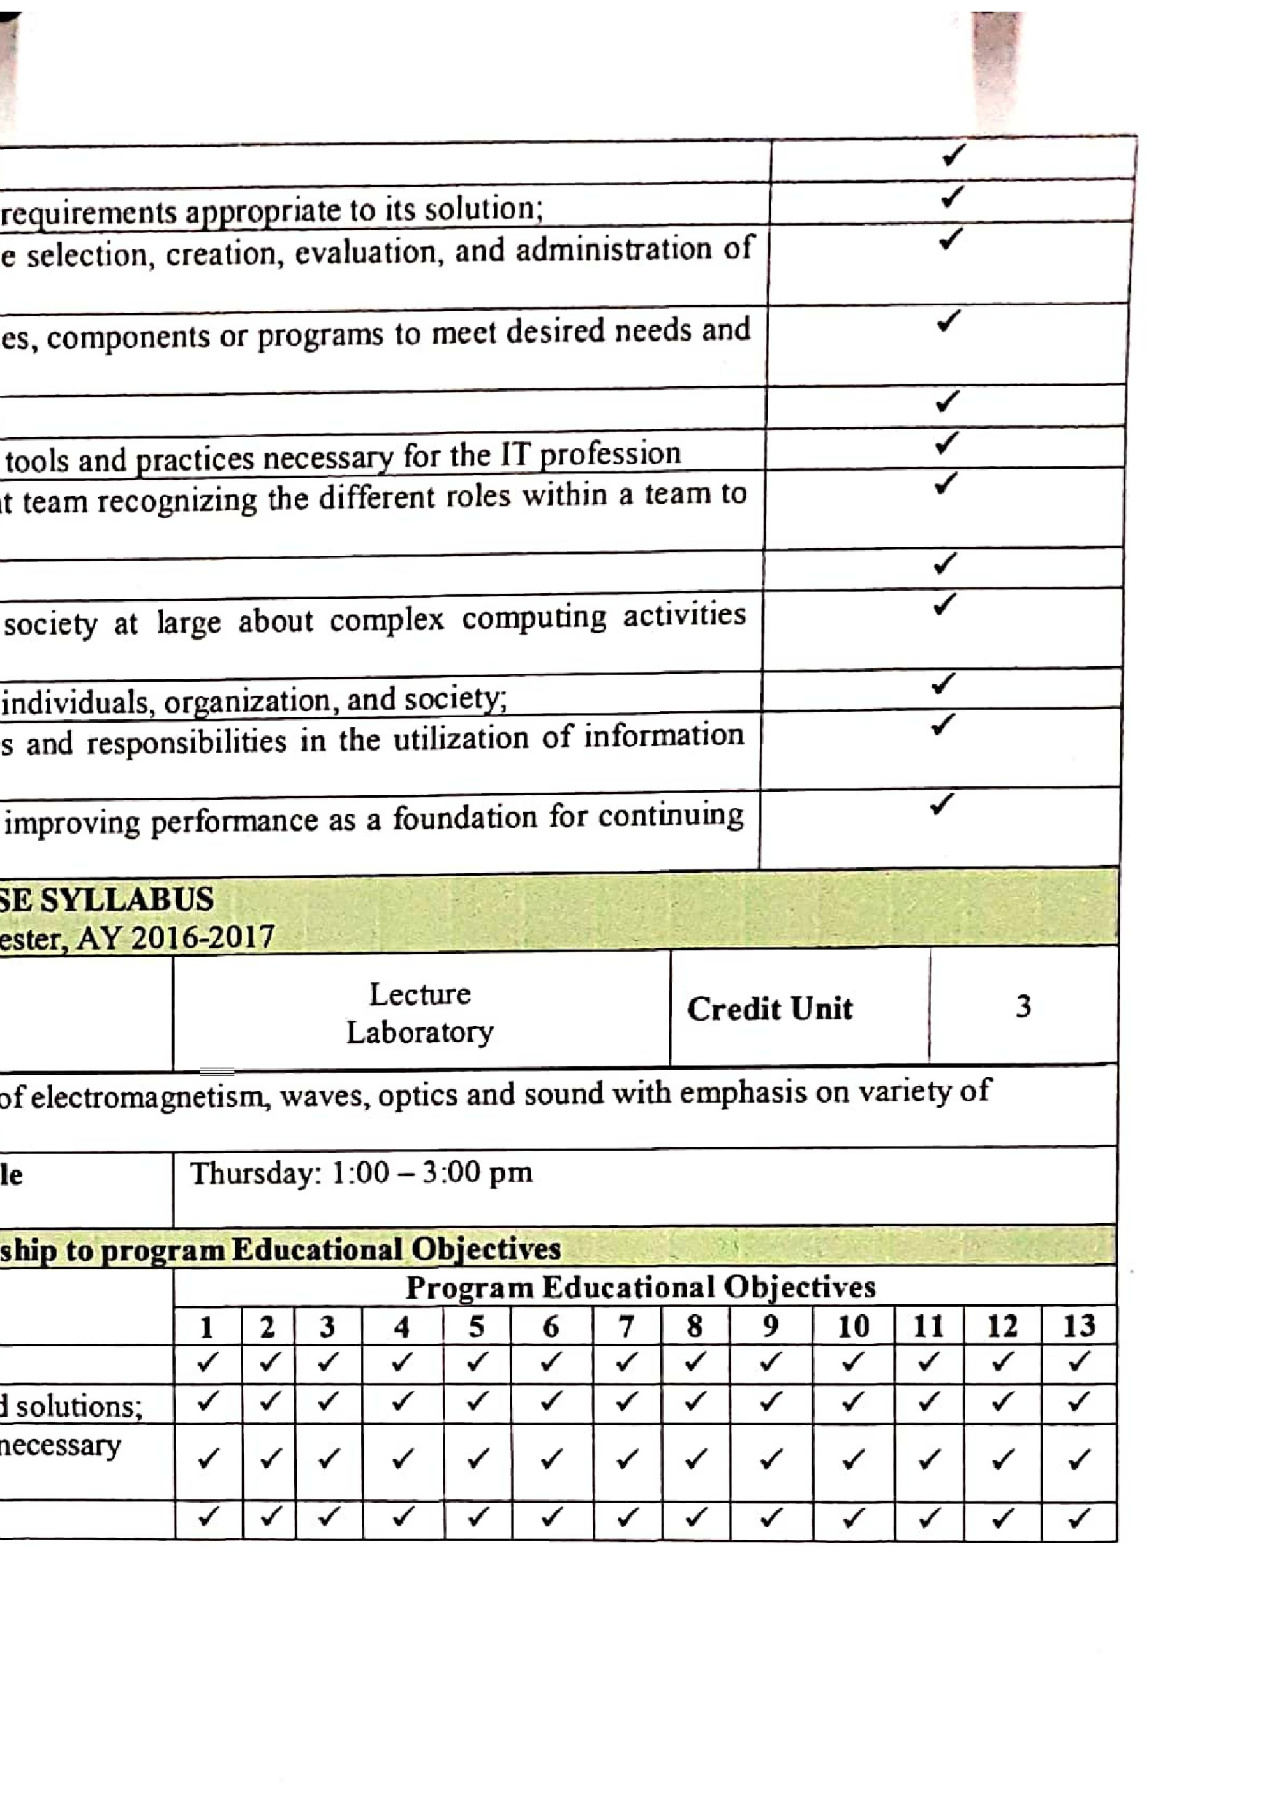 ✓
requirements appropriate to its solution; ✓
e selection, creation, evaluation, and administration of ✓
es, components or programs to meet desired needs and ✓
✓
tools and practices necessary for the IT profession ✓
t team recognizing the different roles within a team to ✓
✓
society at large about complex computing activities ✓
individuals, organization, and society; ✓
s and responsibilities in the utilization of information ✓
improving performance as a foundation for continuing ✓
SE SYLLABUS
ester, AY 2016-2017
Lecture
Laboratory
Credit Unit 3
of electromagnetism, waves, optics and sound with emphasis on variety of
le Thursday: 1:00 – 3:00 pm
ship to program Educational Objectives
Program Educational Objectives
1 2 3 4 5 6 7 8 9 10 11 12 13
✓ ✓ ✓ ✓ ✓ ✓ ✓ ✓ ✓ ✓ ✓ ✓ ✓
d solutions; ✓ ✓ ✓ ✓ ✓ ✓ ✓ ✓ ✓ ✓ ✓ ✓ ✓
necessary ✓ ✓ ✓ ✓ ✓ ✓ ✓ ✓ ✓ ✓ ✓ ✓ ✓
✓ ✓ ✓ ✓ ✓ ✓ ✓ ✓ ✓ ✓ ✓ ✓ ✓